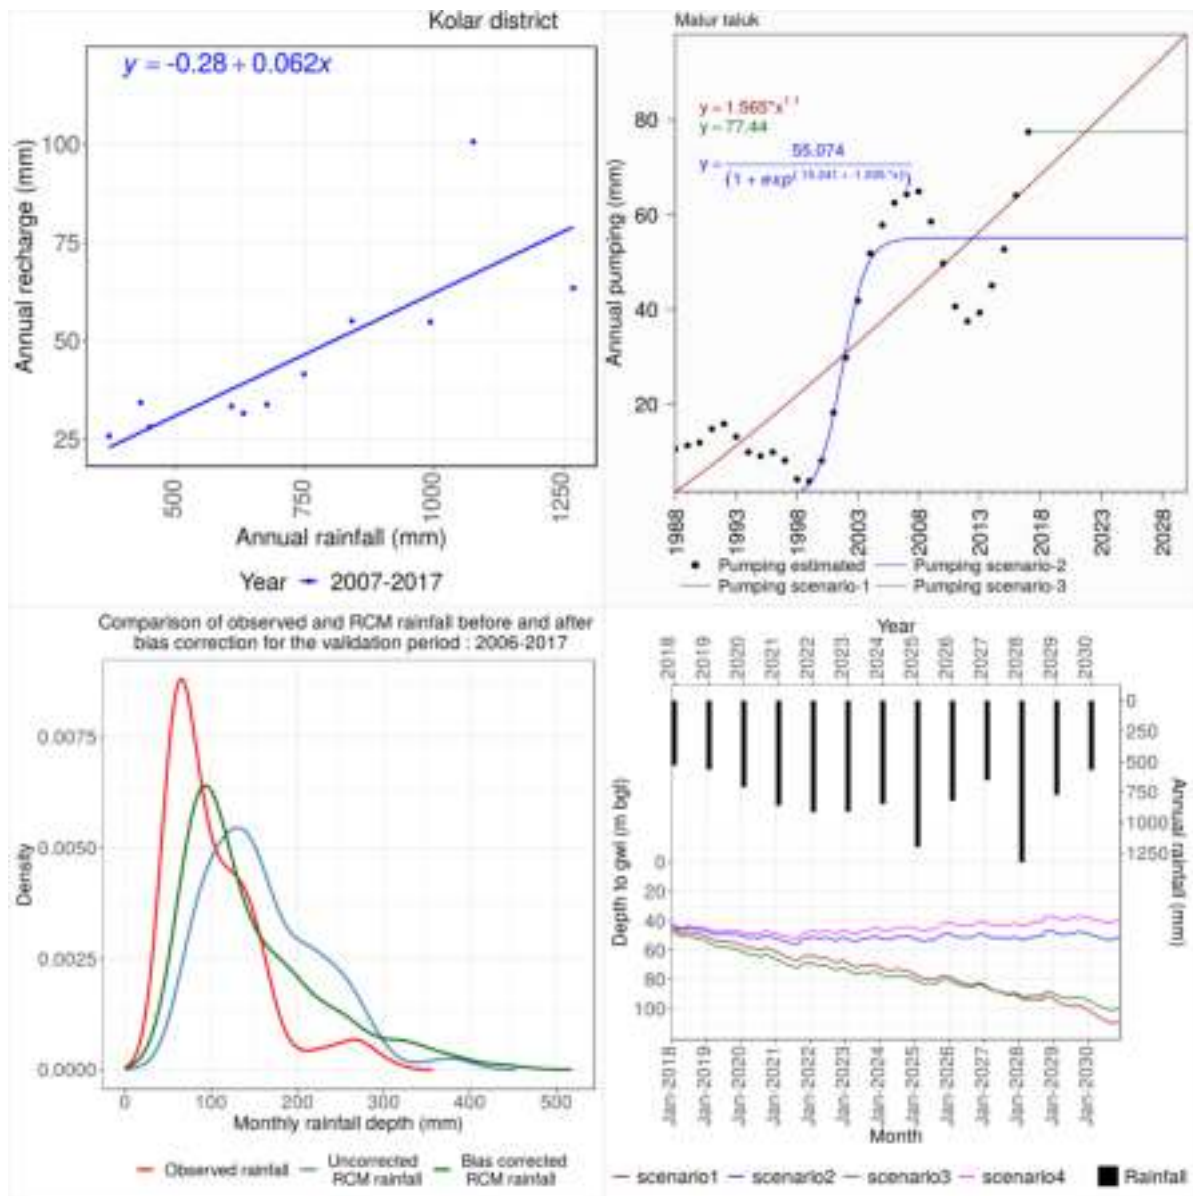 Kolar district
y = -0.28 + 0.062x
100
75
50
25
Annual recharge (mm)
500
750
1000
1250
Annual rainfall (mm)
Year 2007-2017
Malur taluk
y = 1.565*x^1.1
y = 77.44
y = 55.074
(1 + exp
80
60
40
20
Annual pumping (mm)
1988
1993
1998
2003
2008
2013
2018
2023
2028
Pumping estimated
Pumping scenario-2
Pumping scenario-1
Pumping scenario-3
Comparison of observed and RCM rainfall before and after
bias correction for the validation period : 2006-2017
0.0075
0.0050
0.0025
0.0000
Density
0
100
200
300
400
500
Monthly rainfall depth (mm)
Observed rainfall
Uncorrected
RCM rainfall
Bias corrected
RCM rainfall
Year
2018
2019
2020
2021
2022
2023
2024
2025
2026
2027
2028
2029
2030
0
250
500
750
1000
1250
Annual rainfall (mm)
0
20
40
60
80
100
Depth to gwl (m bgl)
Jan-2018
Jan-2019
Jan-2020
Jan-2021
Jan-2022
Jan-2023
Jan-2024
Jan-2025
Jan-2026
Jan-2027
Jan-2028
Jan-2029
Jan-2030
Month
scenario1
scenario2
scenario3
scenario4
Rainfall